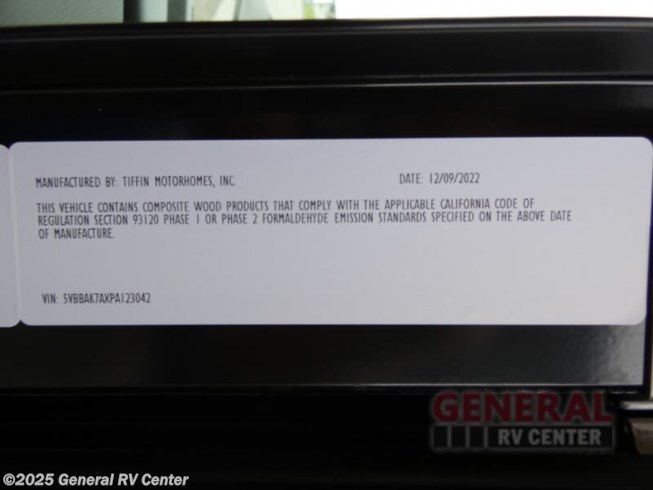 MANUFACTURED BY: TIFFIN MOTORHOMES, INC. DATE: 12/09/2022
THIS VEHICLE CONTAINS COMPOSITE WOOD PRODUCTS THAT COMPLY WITH THE APPLICABLE CALIFORNIA CODE OF
REGULATION SECTION 93120 PHASE 1 OR PHASE 2 FORMALDEHYDE EMISSION STANDARDS SPECIFIED ON THE ABOVE DATE
OF MANUFACTURE.
VIN: 5VBBAK7AXPA123042
GENERAL
RV CENTER
©2025 General RV Center